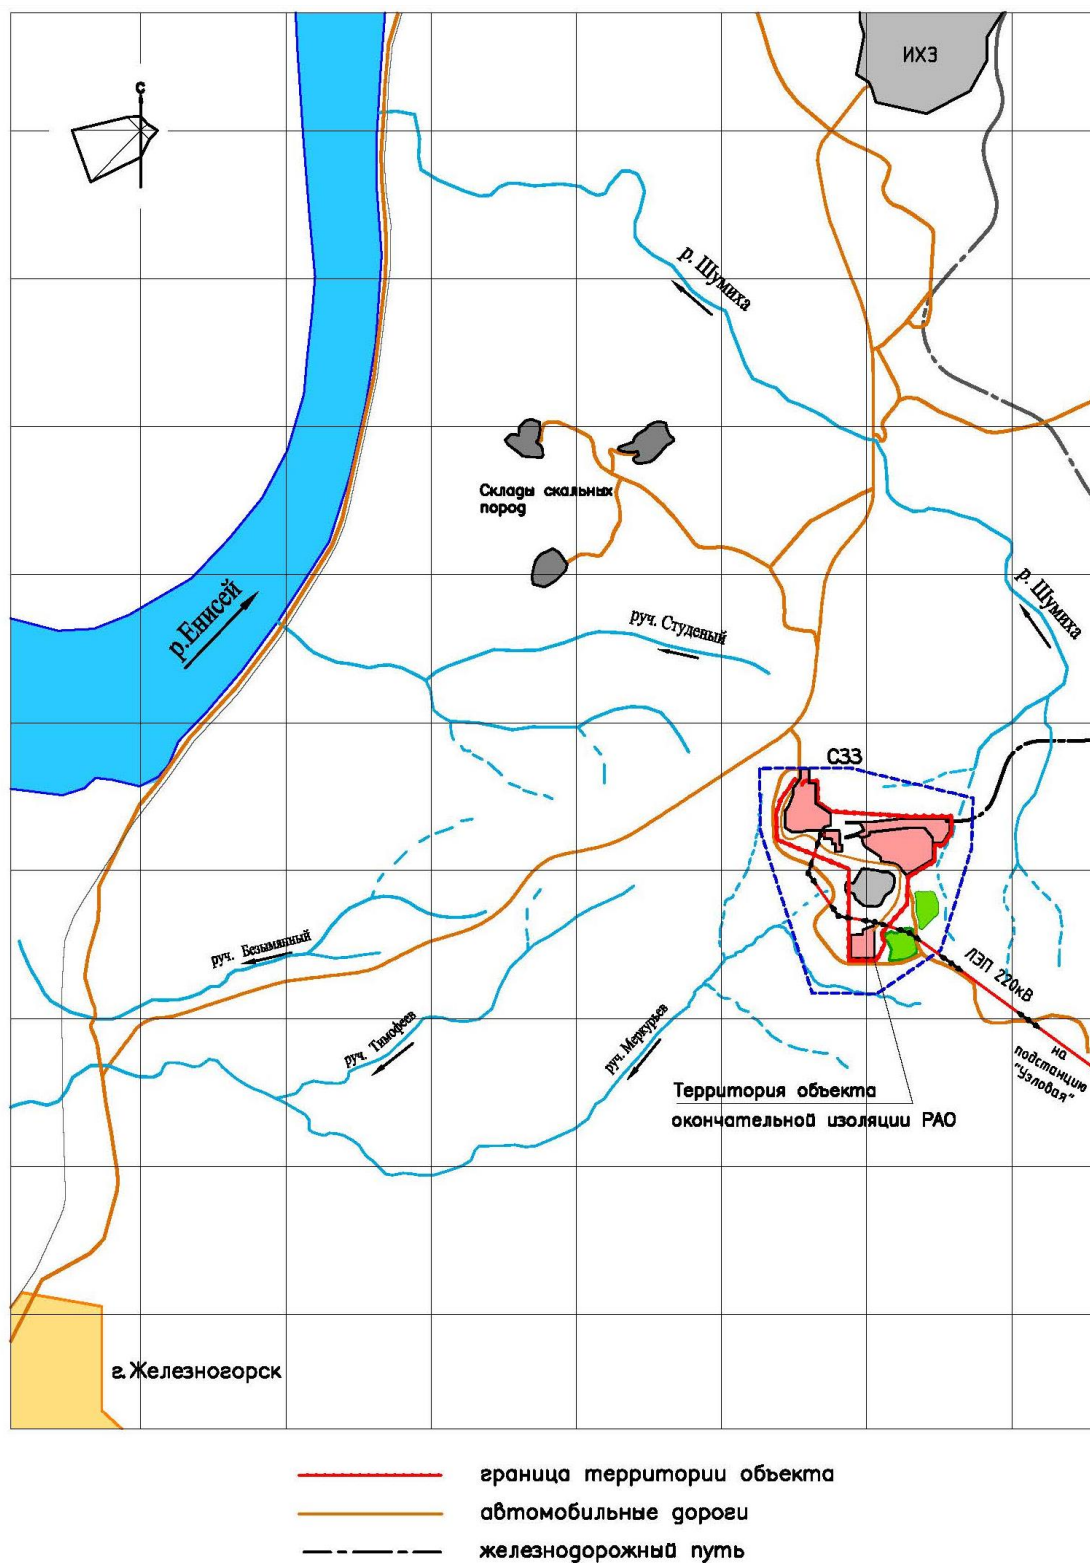 ИХЗ
С
р. Шумиха
Склады скальных
пород
р.Енисей
р. Шумиха
руч. Студеный
СЗЗ
руч. Безымянный
ЛЭП 220кВ
руч. Тимофеев
руч. Меркурьев
на
подстанцию
"Узловая"
Территория объекта
окончательной изоляции РАО
г.Железногорск
граница территории объекта
автомобильные дороги
железнодорожный путь